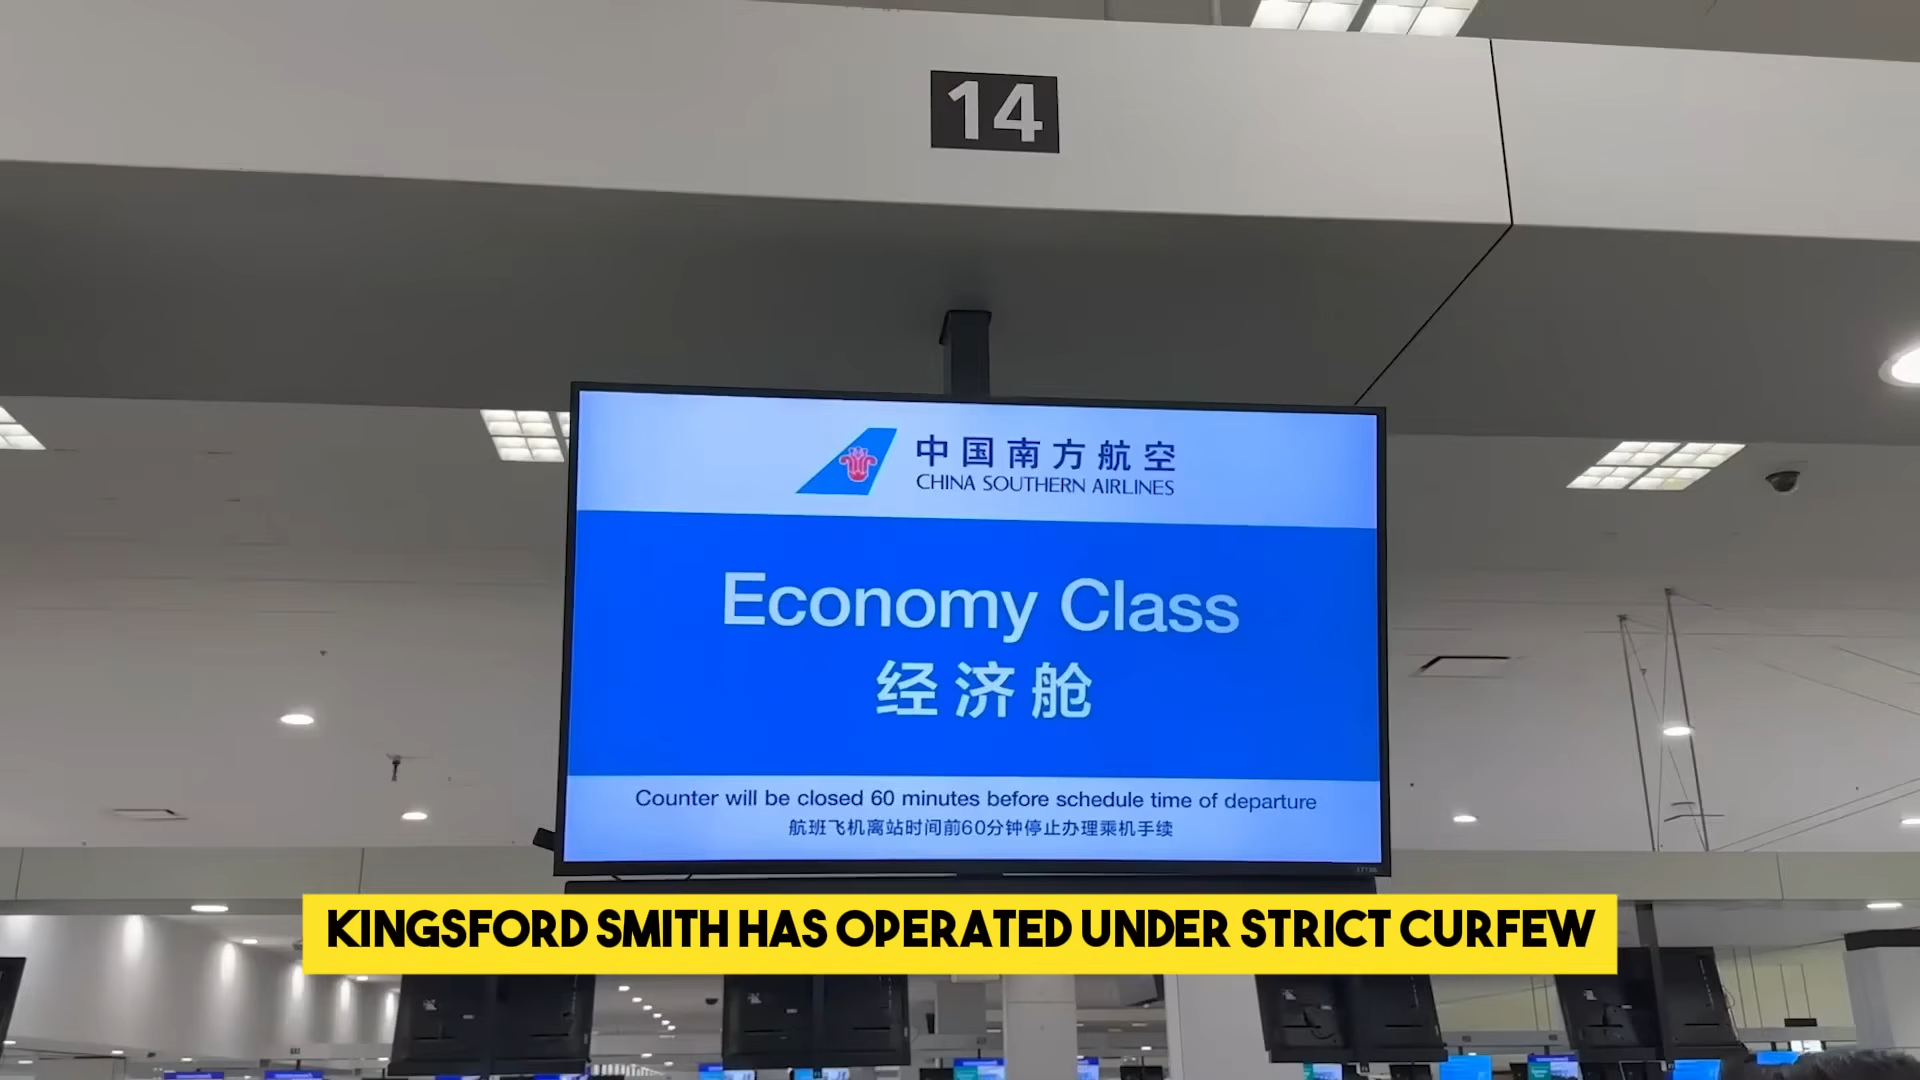 14
中国南方航空
CHINA SOUTHERN AIRLINES
Economy Class
经济舱
Counter will be closed 60 minutes before schedule time of departure
航班飞机离站时间前60分钟停止办理乘机手续
KINGSFORD SMITH HAS OPERATED UNDER STRICT CURFEW